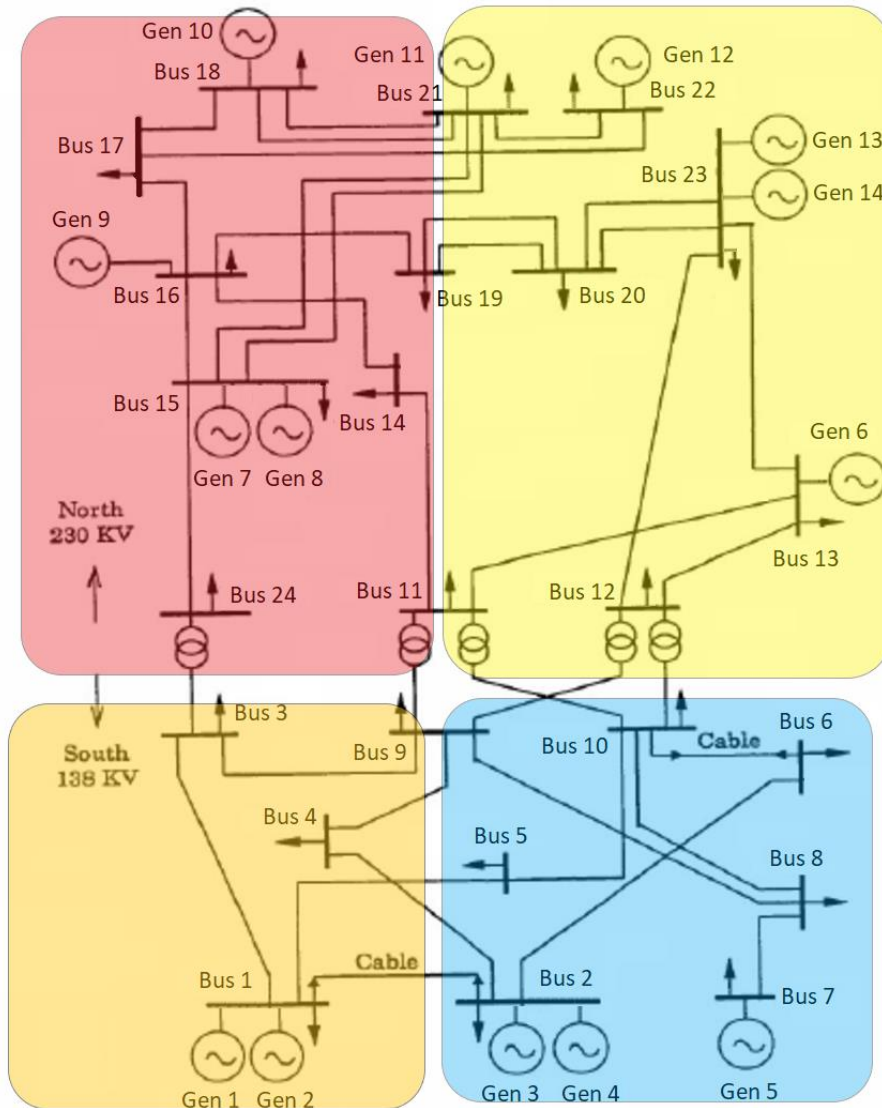 Gen 10
Bus 18
Gen 11
Bus 21
Gen 12
Bus 22
Bus 17
Gen 13
Bus 23
Gen 14
Gen 9
Bus 16
Bus 19
Bus 20
Bus 15
Bus 14
Gen 7
Gen 8
Gen 6
Bus 13
North
230 KV
Bus 24
Bus 11
Bus 12
South
138 KV
Bus 3
Bus 9
Bus 10
Cable
Bus 6
Bus 4
Bus 5
Bus 8
Bus 1
Cable
Bus 2
Bus 7
Gen 1
Gen 2
Gen 3
Gen 4
Gen 5